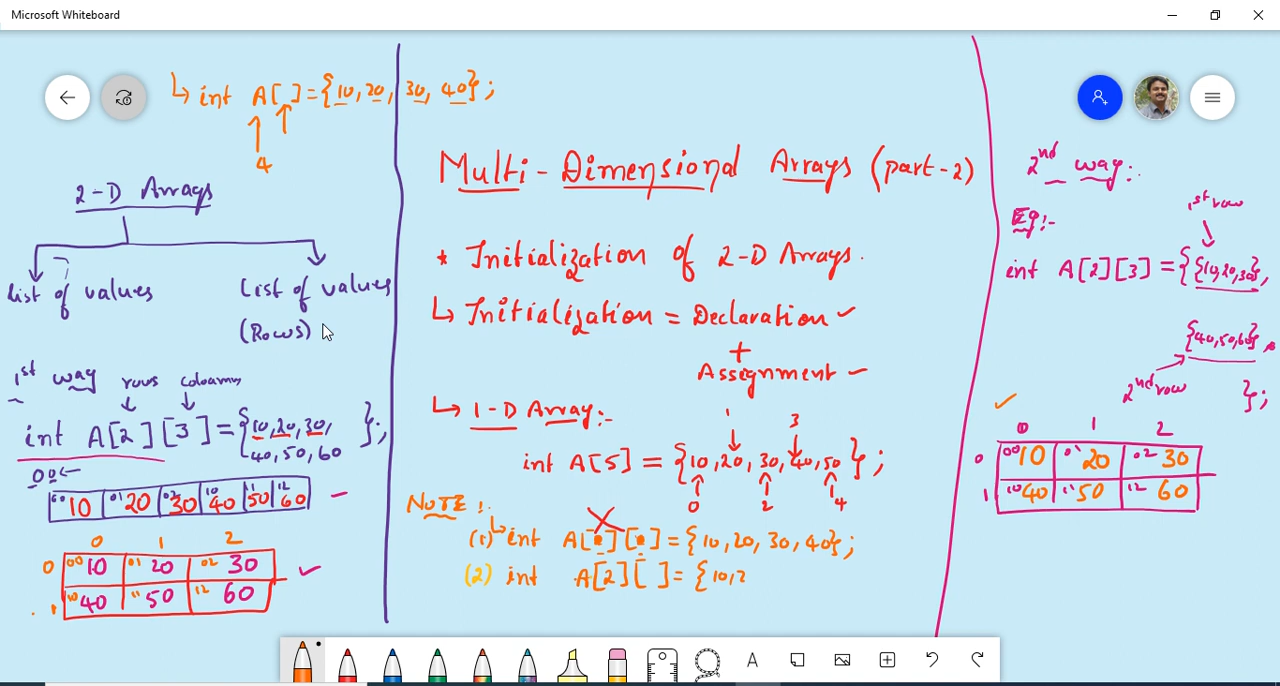 Microsoft Whiteboard
↳ int A[ ]={10,20, 30, 40};
4
2-D Arrays
List of values
List of values
(Rows)
1st way rows coloumns
int A[2][3]={10,20,30,
40,50,60
};
00←
00 10 01 20 02 30 10 40 11 50 12 60
0 1 2
0 00 10 01 20 02 30
1 10 40 11 50 12 60
Multi-Dimensional Arrays (part-2)
* Initialization of 2-D Arrays.
↳ Initialization = Declaration ✓
+
Assignment ✓
↳ 1-D Array:-
1 3
int A[5] = {10,20,30,40,50};
0 2 4
NOTE:
(1) ↳ int A[ ][ ]={10,20,30,40};
(2) int A[2][ ]= {10,2
2nd way:.
Eg:-
1st row
int A[2][3]={{10,20,30},
{40,50,60}
2nd row
};
0 1 2
0 00 10 01 20 02 30
1 10 40 11 50 12 60
A